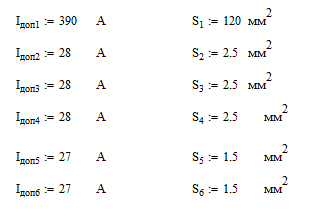 Iдоп1 := 390 А S1 := 120 мм²
Iдоп2 := 28 А S2 := 2.5 мм²
Iдоп3 := 28 А S3 := 2.5 мм²
Iдоп4 := 28 А S4 := 2.5 мм²
Iдоп5 := 27 А S5 := 1.5 мм²
Iдоп6 := 27 А S6 := 1.5 мм²